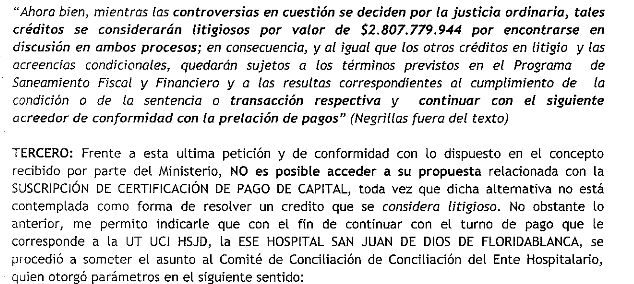 “Ahora bien, mientras las controversias en cuestión se deciden por la justicia ordinaria, tales
créditos se considerarán litigiosos por valor de $2.807.779.944 por encontrarse en
discusión en ambos procesos; en consecuencia, y al igual que los otros créditos en litigio y las
acreencias condicionales, quedarán sujetos a los términos previstos en el Programa de
Saneamiento Fiscal y Financiero y a las resultas correspondientes al cumplimiento de la
condición o de la sentencia o transacción respectiva y continuar con el siguiente
acreedor de conformidad con la prelación de pagos” (Negrillas fuera del texto)
TERCERO: Frente a esta ultima petición y de conformidad con lo dispuesto en el concepto
recibido por parte del Ministerio, NO es posible acceder a su propuesta relacionada con la
SUSCRIPCIÓN DE CERTIFICACIÓN DE PAGO DE CAPITAL, toda vez que dicha alternativa no está
contemplada como forma de resolver un credito que se considera litigioso. No obstante lo
anterior, me permito indicarle que con el fin de continuar con el turno de pago que le
corresponde a la UT UCI HSJD, la ESE HOSPITAL SAN JUAN DE DIOS DE FLORIDABLANCA, se
procedió a someter el asunto al Comité de Conciliación de Conciliación del Ente Hospitalario,
quien otorgó parámetros en el siguiente sentido: